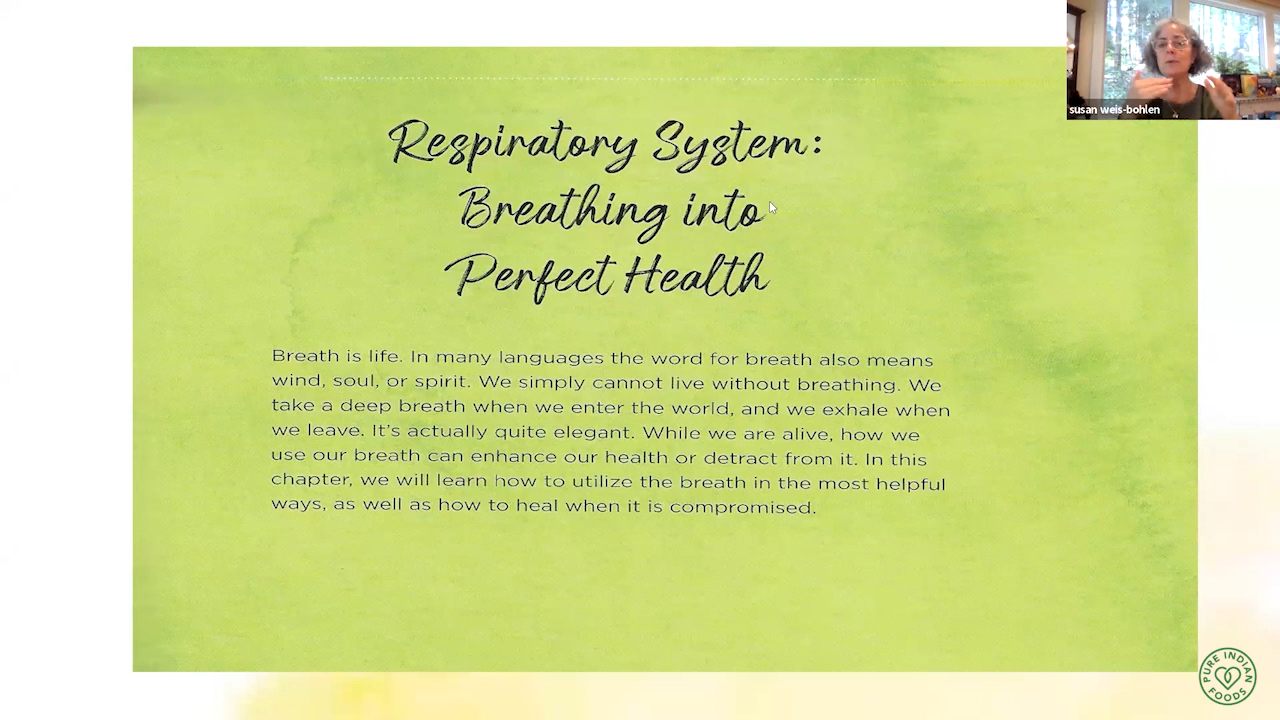 susan weis-bohlen
Respiratory System:
Breathing into
Perfect Health
Breath is life. In many languages the word for breath also means
wind, soul, or spirit. We simply cannot live without breathing. We
take a deep breath when we enter the world, and we exhale when
we leave. It's actually quite elegant. While we are alive, how we
use our breath can enhance our health or detract from it. In this
chapter, we will learn how to utilize the breath in the most helpful
ways, as well as how to heal when it is compromised.
PURE INDIAN
FOODS